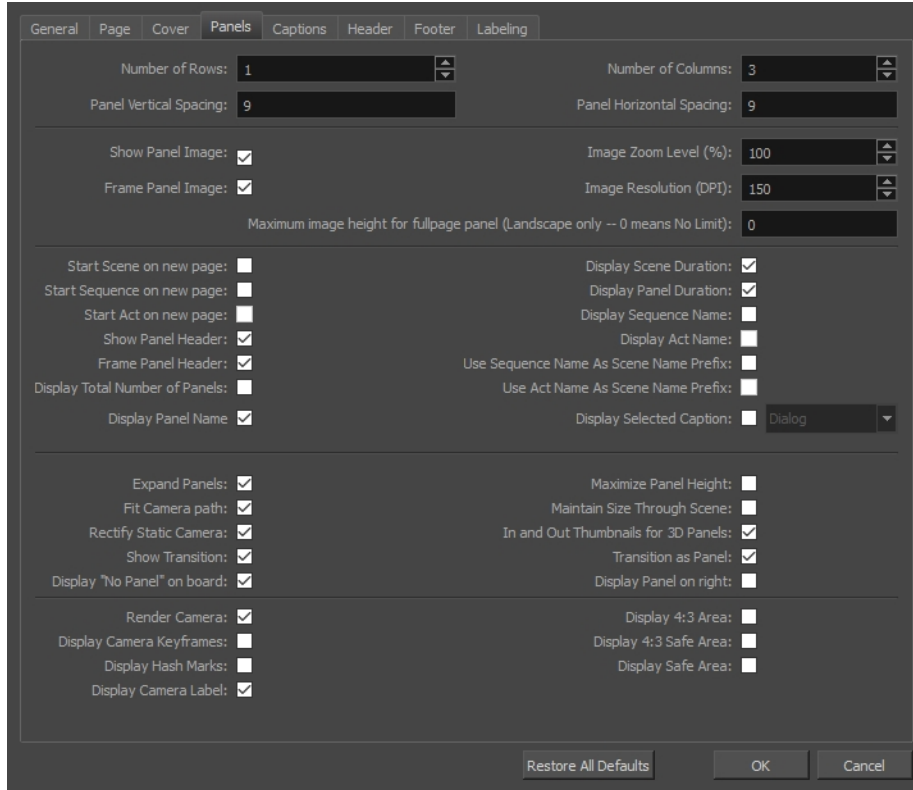 General Page Cover Panels Captions Header Footer Labeling
Number of Rows: 1 Number of Columns: 3
Panel Vertical Spacing: 9 Panel Horizontal Spacing: 9
Show Panel Image: Image Zoom Level (%): 100
Frame Panel Image: Image Resolution (DPI): 150
Maximum image height for fullpage panel (Landscape only -- 0 means No Limit): 0
Start Scene on new page: Display Scene Duration:
Start Sequence on new page: Display Panel Duration:
Start Act on new page: Display Sequence Name:
Show Panel Header: Display Act Name:
Frame Panel Header: Use Sequence Name As Scene Name Prefix:
Display Total Number of Panels: Use Act Name As Scene Name Prefix:
Display Panel Name Display Selected Caption: Dialog
Expand Panels: Maximize Panel Height:
Fit Camera path: Maintain Size Through Scene:
Rectify Static Camera: In and Out Thumbnails for 3D Panels:
Show Transition: Transition as Panel:
Display "No Panel" on board: Display Panel on right:
Render Camera: Display 4:3 Area:
Display Camera Keyframes: Display 4:3 Safe Area:
Display Hash Marks: Display Safe Area:
Display Camera Label:
Restore All Defaults OK Cancel